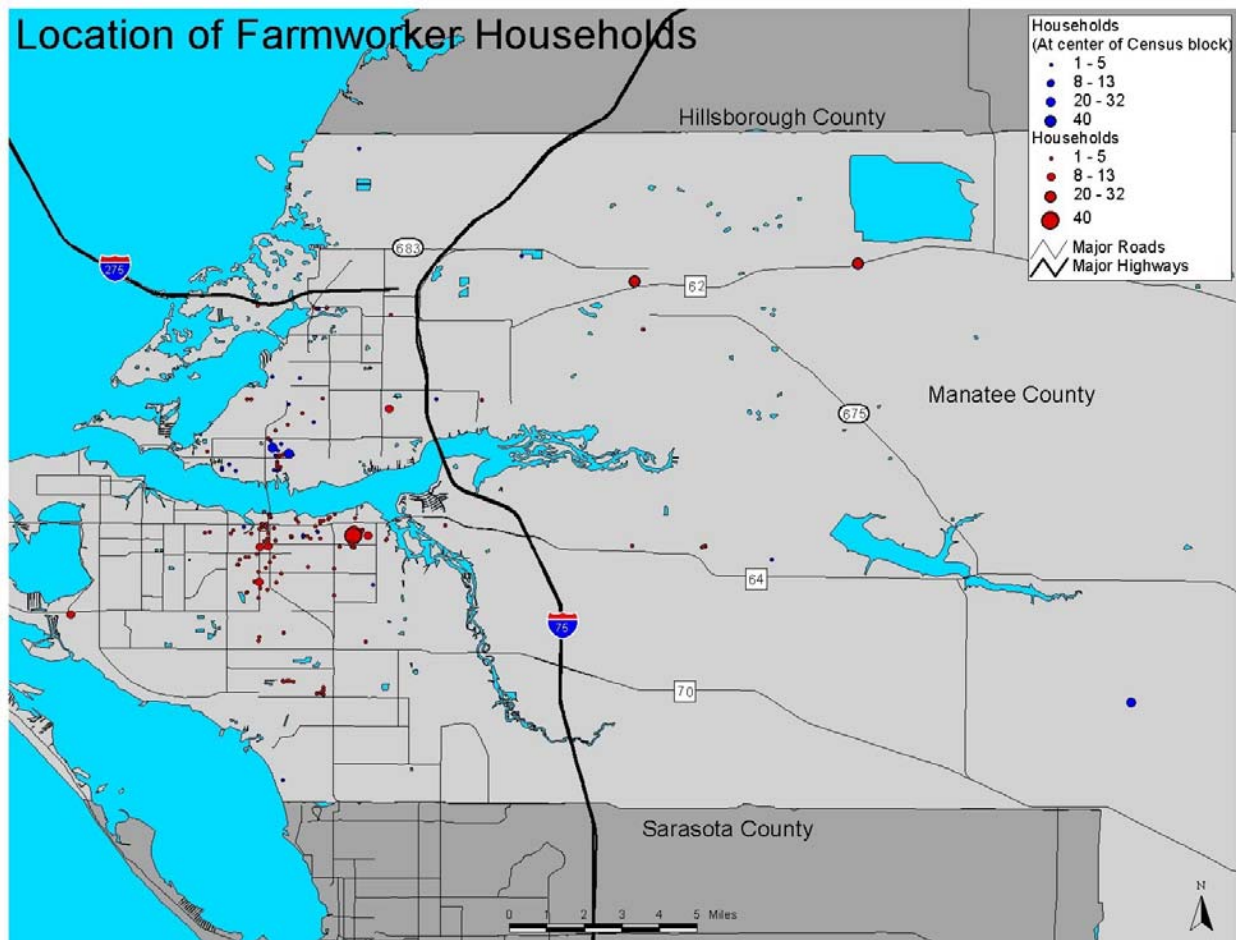 Location of Farmworker Households
Households
(At center of Census block)
1 - 5
8 - 13
20 - 32
40
Households
1 - 5
8 - 13
20 - 32
40
Major Roads
Major Highways
Hillsborough County
683
275
62
Manatee County
675
64
75
70
Sarasota County
N
0 1 2 3 4 5 Miles